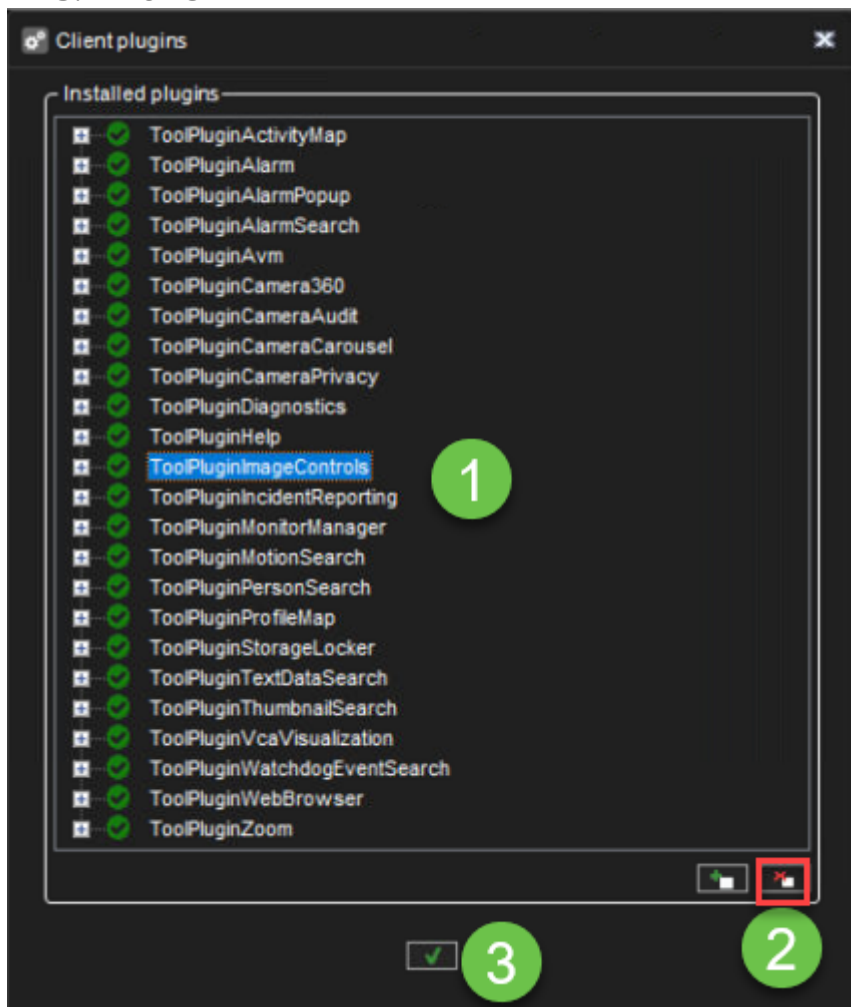 Client plugins
Installed plugins
ToolPluginActivityMap
ToolPluginAlarm
ToolPluginAlarmPopup
ToolPluginAlarmSearch
ToolPluginAvm
ToolPluginCamera360
ToolPluginCameraAudit
ToolPluginCameraCarousel
ToolPluginCameraPrivacy
ToolPluginDiagnostics
ToolPluginHelp
ToolPluginImageControls
1
ToolPluginIncidentReporting
ToolPluginMonitorManager
ToolPluginMotionSearch
ToolPluginPersonSearch
ToolPluginProfileMap
ToolPluginStorageLocker
ToolPluginTextDataSearch
ToolPluginThumbnailSearch
ToolPluginVcaVisualization
ToolPluginWatchdogEventSearch
ToolPluginWebBrowser
ToolPluginZoom
2
3